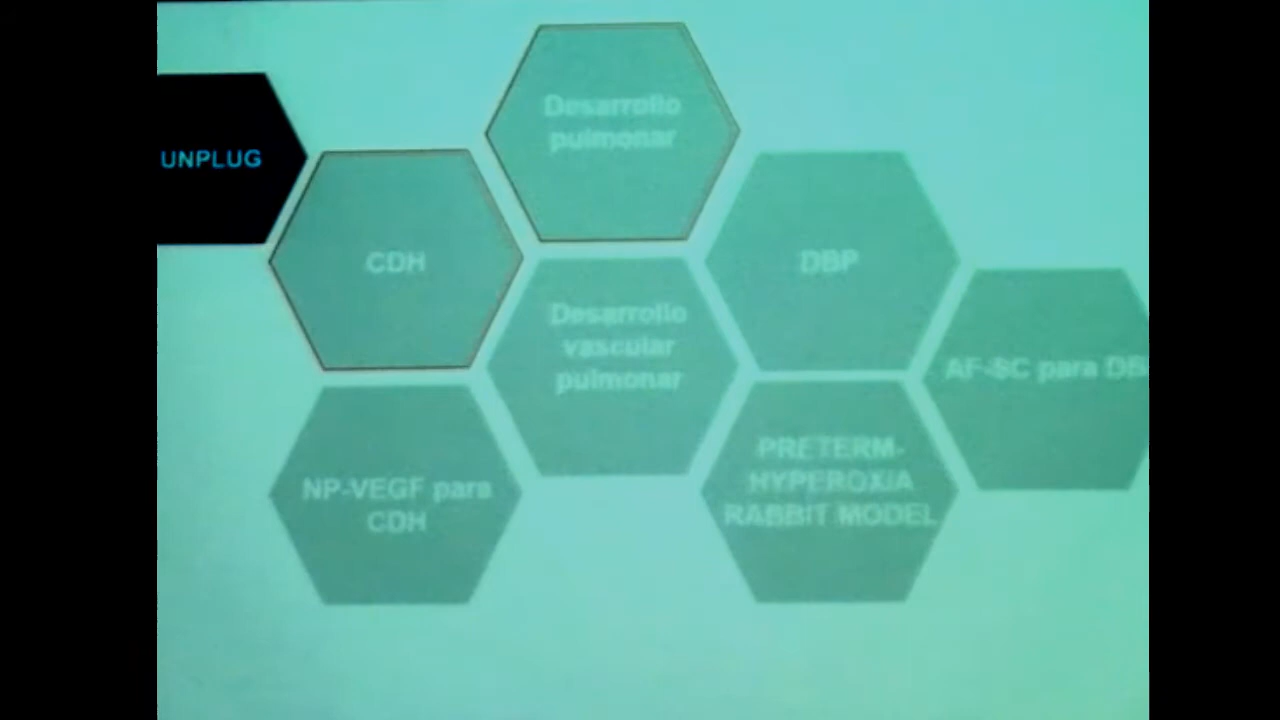 UNPLUG
Desarrollo
pulmonar
CDH
DBP
Desarrollo
vascular
pulmonar
AF-SC para DB
NP-VEGF para
CDH
PRETERM-
HYPEROXIA
RABBIT MODEL